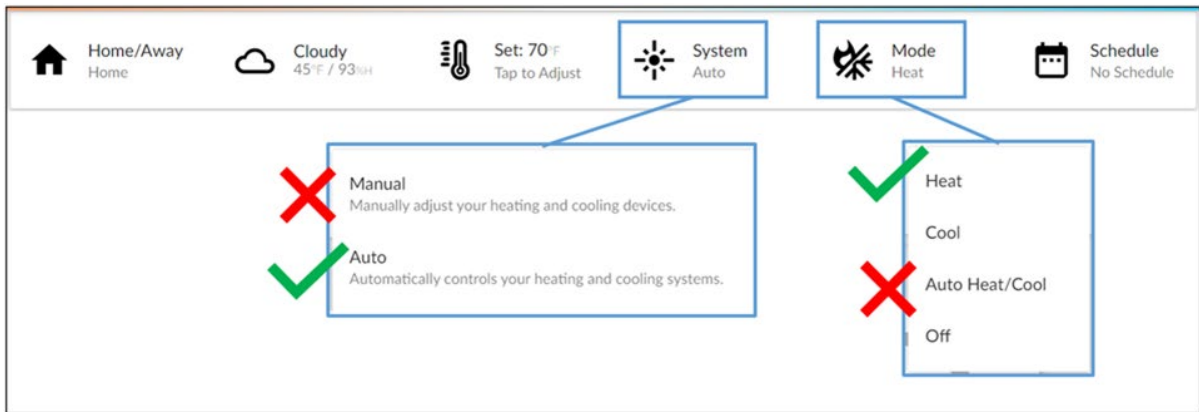 Home/Away
Home
Cloudy
45°F / 93%H
Set: 70°F
Tap to Adjust
System
Auto
Mode
Heat
Schedule
No Schedule
Manual
Manually adjust your heating and cooling devices.
Auto
Automatically controls your heating and cooling systems.
Heat
Cool
Auto Heat/Cool
Off